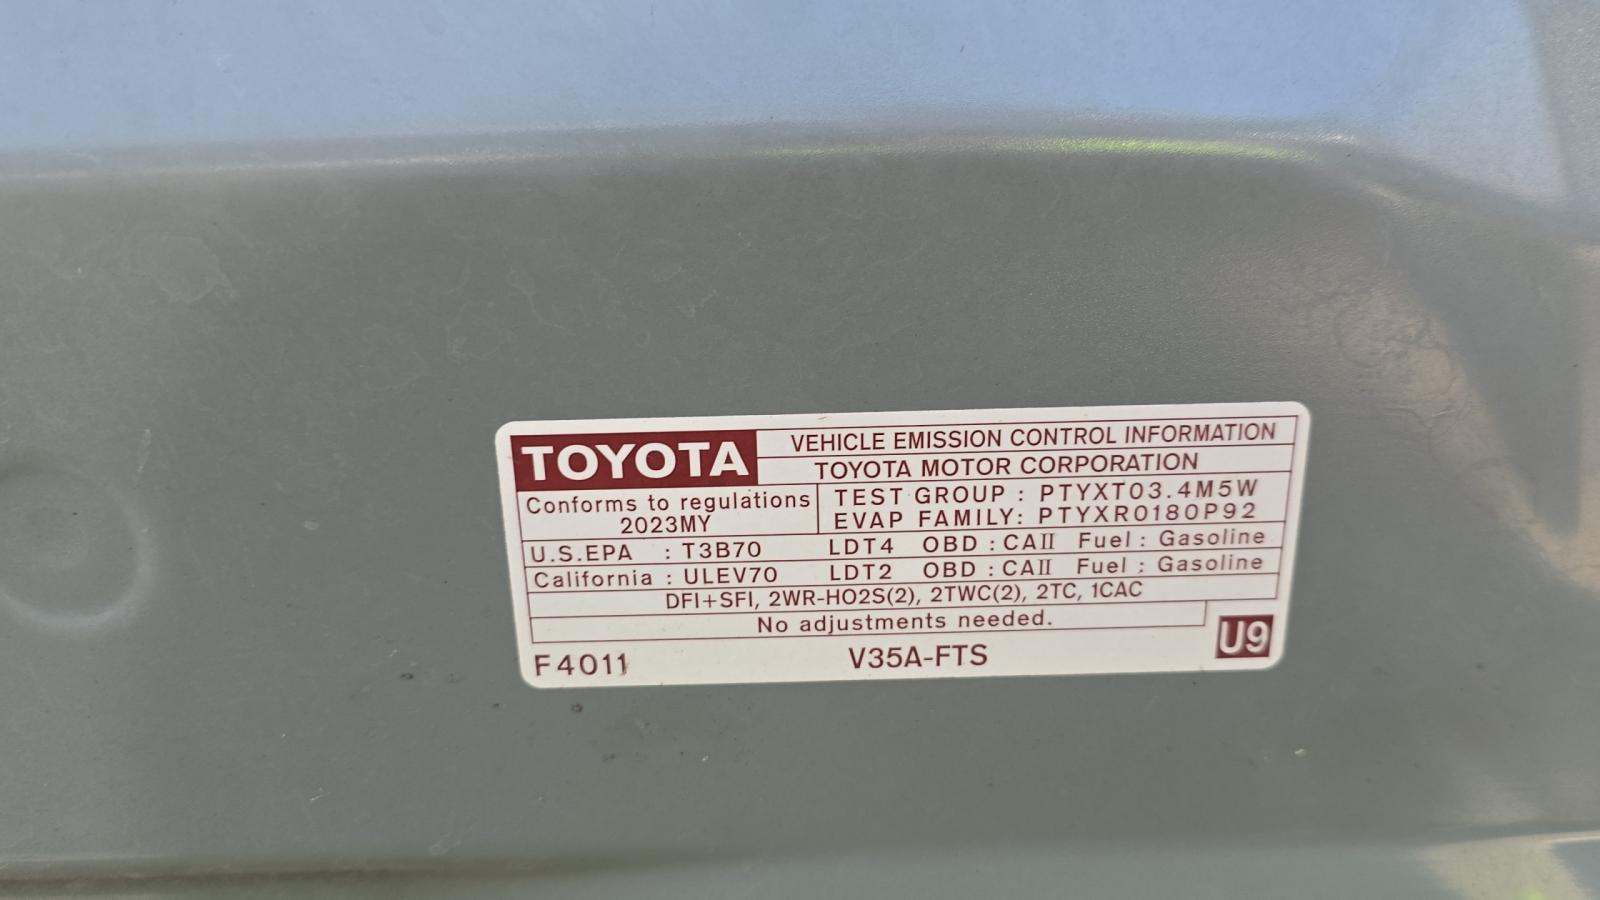 TOYOTA
VEHICLE EMISSION CONTROL INFORMATION
TOYOTA MOTOR CORPORATION
Conforms to regulations
2023MY
TEST GROUP : PTYXT03.4M5W
EVAP FAMILY: PTYXR0180P92
U.S.EPA : T3B70 LDT4 OBD : CAII Fuel : Gasoline
California : ULEV70 LDT2 OBD : CAII Fuel : Gasoline
DFI+SFI, 2WR-HO2S(2), 2TWC(2), 2TC, 1CAC
No adjustments needed.
U9
F4011 V35A-FTS